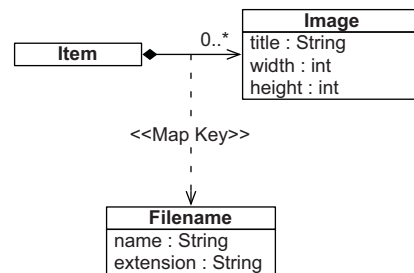 Image
0..*
title : String
Item
width : int
height : int
<<Map Key>>
Filename
name : String
extension : String